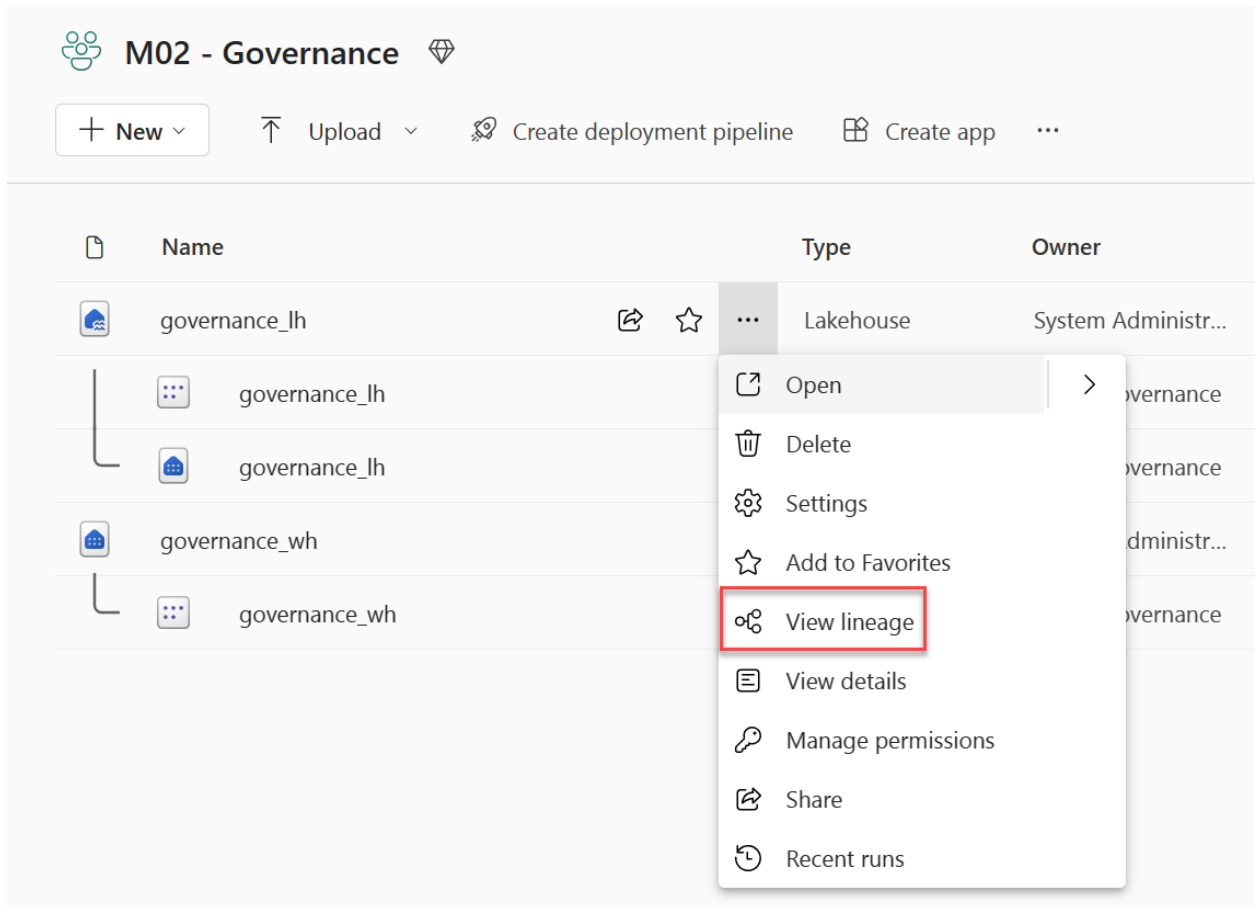 M02 - Governance
New Upload Create deployment pipeline Create app ...
Name Type Owner
governance_lh ... Lakehouse System Administr...
Open
governance_lh
Delete
governance_lh
Settings
governance_wh
Add to Favorites
governance_wh
View lineage
View details
Manage permissions
Share
Recent runs